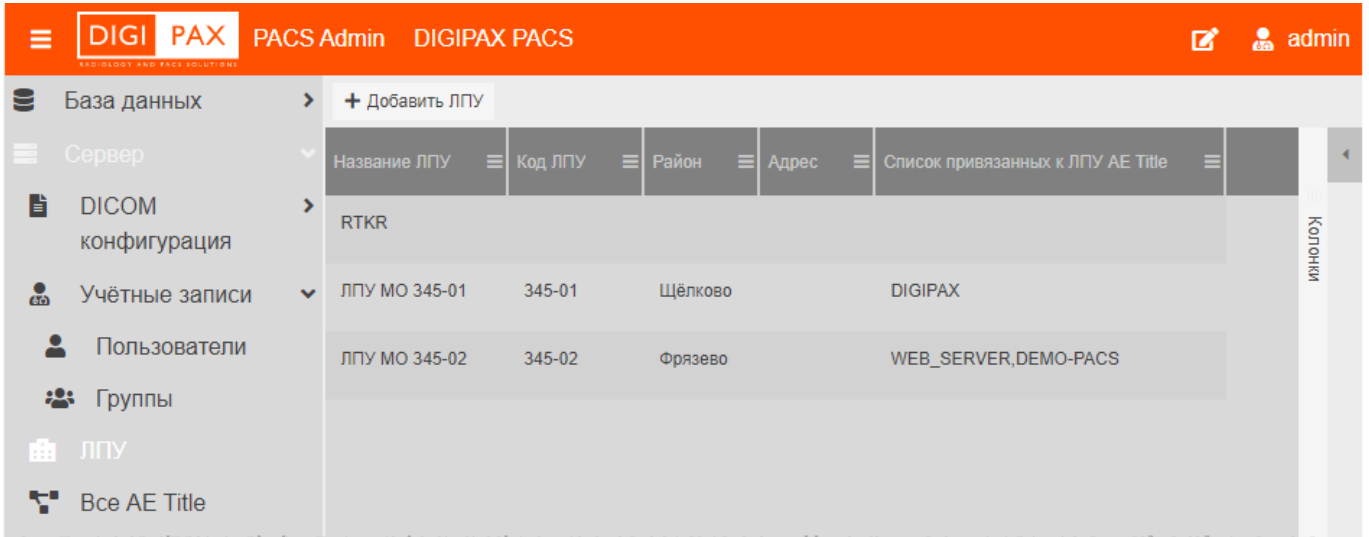 DIGI PAX
RADIOLOGY AND PACS SOLUTIONS
PACS Admin
DIGIPAX PACS
admin
База данных
Сервер
DICOM
конфигурация
Учётные записи
Пользователи
Группы
ЛПУ
Все AE Title
+ Добавить ЛПУ
Название ЛПУ Код ЛПУ Район Адрес Список привязанных к ЛПУ AE Title
RTKR
ЛПУ МО 345-01 345-01 Щёлково DIGIPAX
ЛПУ МО 345-02 345-02 Фрязево WEB_SERVER,DEMO-PACS
Колонки